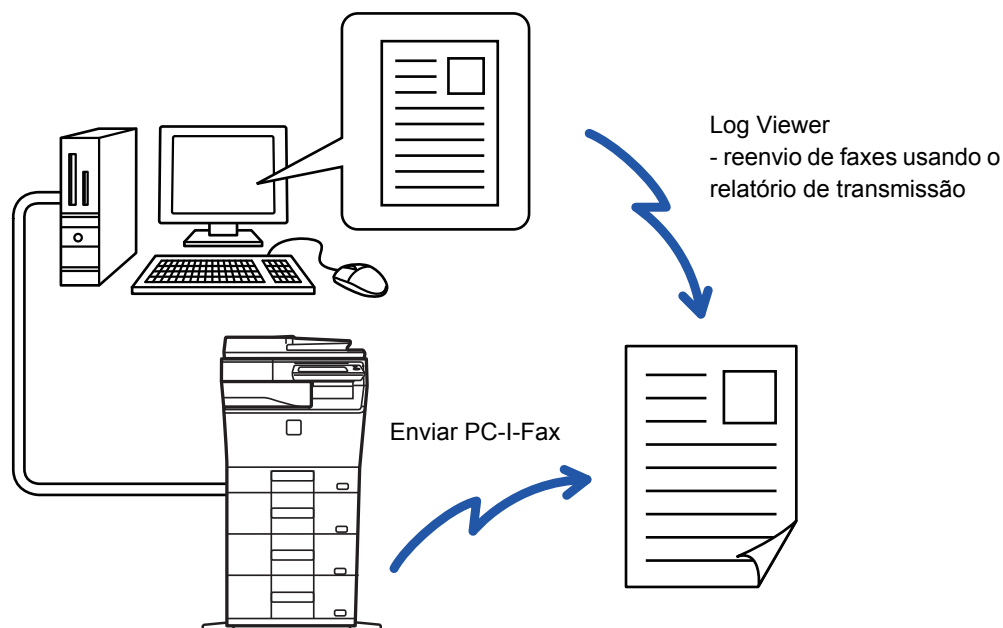 Log Viewer
- reenvio de faxes usando o
relatório de transmissão
Enviar PC-I-Fax